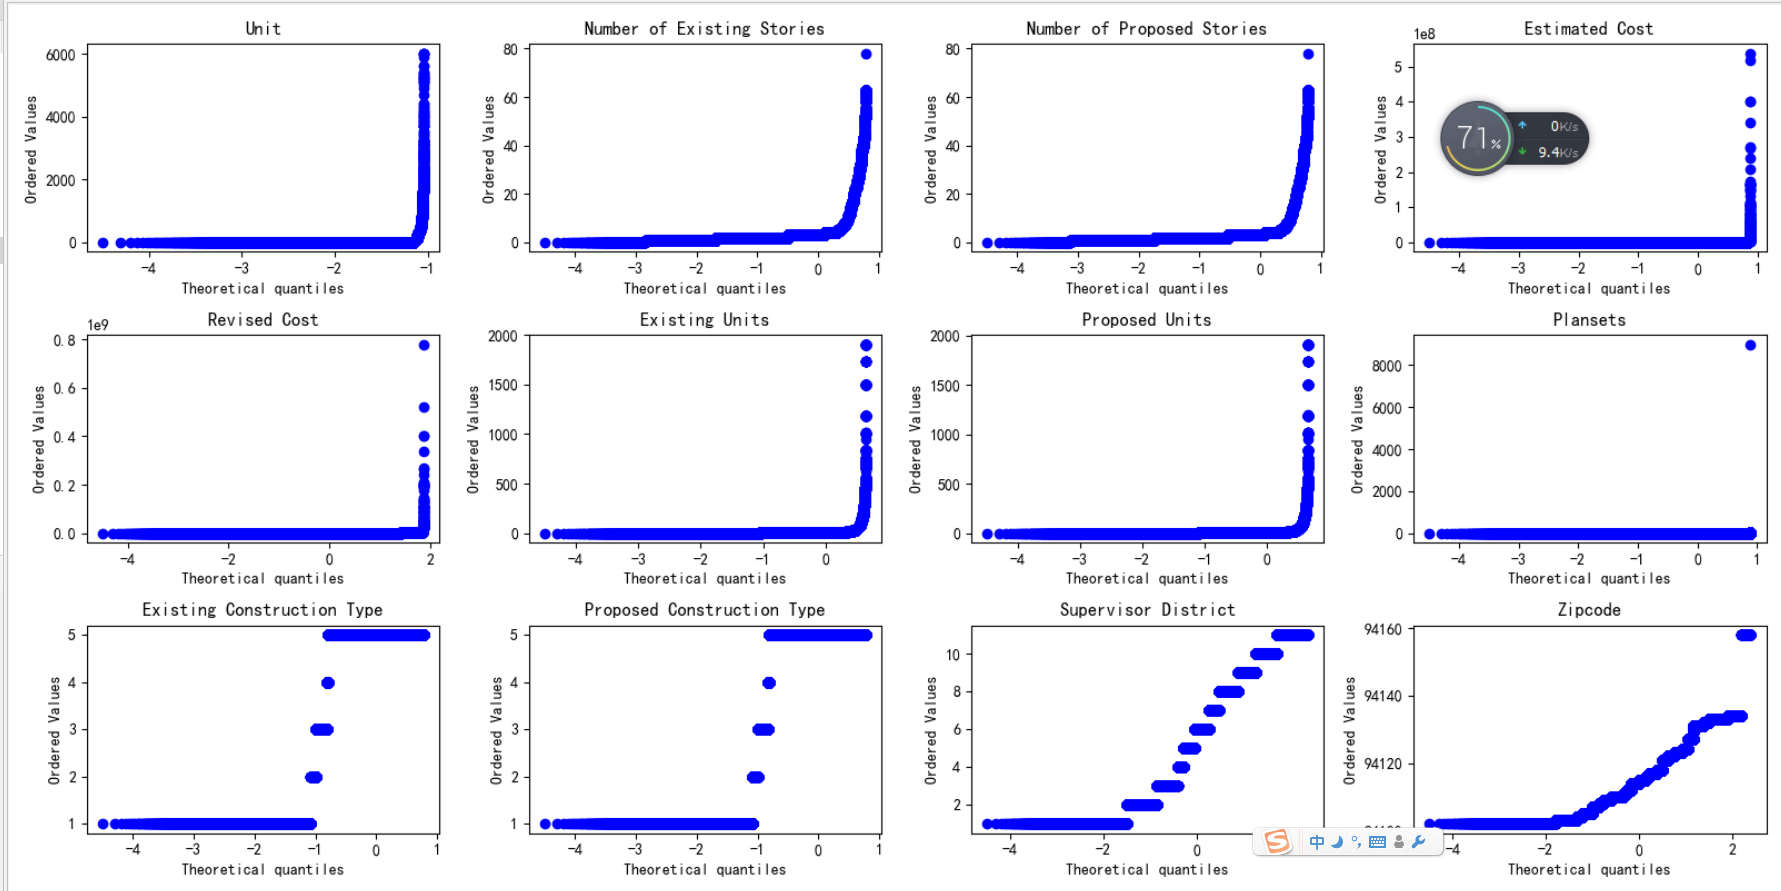 Unit
Ordered Values
6000
4000
2000
0
-4
-3
-2
-1
Theoretical quantiles
Number of Existing Stories
Ordered Values
80
60
40
20
0
-4
-3
-2
-1
0
1
Theoretical quantiles
Number of Proposed Stories
Ordered Values
80
60
40
20
0
-4
-3
-2
-1
0
1
Theoretical quantiles
Estimated Cost
1e8
Ordered Values
5
4
3
2
1
0
71%
0K/s
9.4K/s
-4
-3
-2
-1
0
1
Theoretical quantiles
Revised Cost
1e9
Ordered Values
0.8
0.6
0.4
0.2
0.0
-4
-2
0
2
Theoretical quantiles
Existing Units
Ordered Values
2000
1500
1000
500
0
-4
-3
-2
-1
0
Theoretical quantiles
Proposed Units
Ordered Values
2000
1500
1000
500
0
-4
-3
-2
-1
0
Theoretical quantiles
Plansets
Ordered Values
8000
6000
4000
2000
0
-4
-3
-2
-1
0
1
Theoretical quantiles
Existing Construction Type
Ordered Values
5
4
3
2
1
-4
-3
-2
-1
0
1
Theoretical quantiles
Proposed Construction Type
Ordered Values
5
4
3
2
1
-4
-3
-2
-1
0
1
Theoretical quantiles
Supervisor District
Ordered Values
10
8
6
4
2
-4
-3
-2
-1
0
Theoretical quantiles
Zipcode
Ordered Values
94160
94140
94120
-2
0
2
Theoretical quantiles
S
中